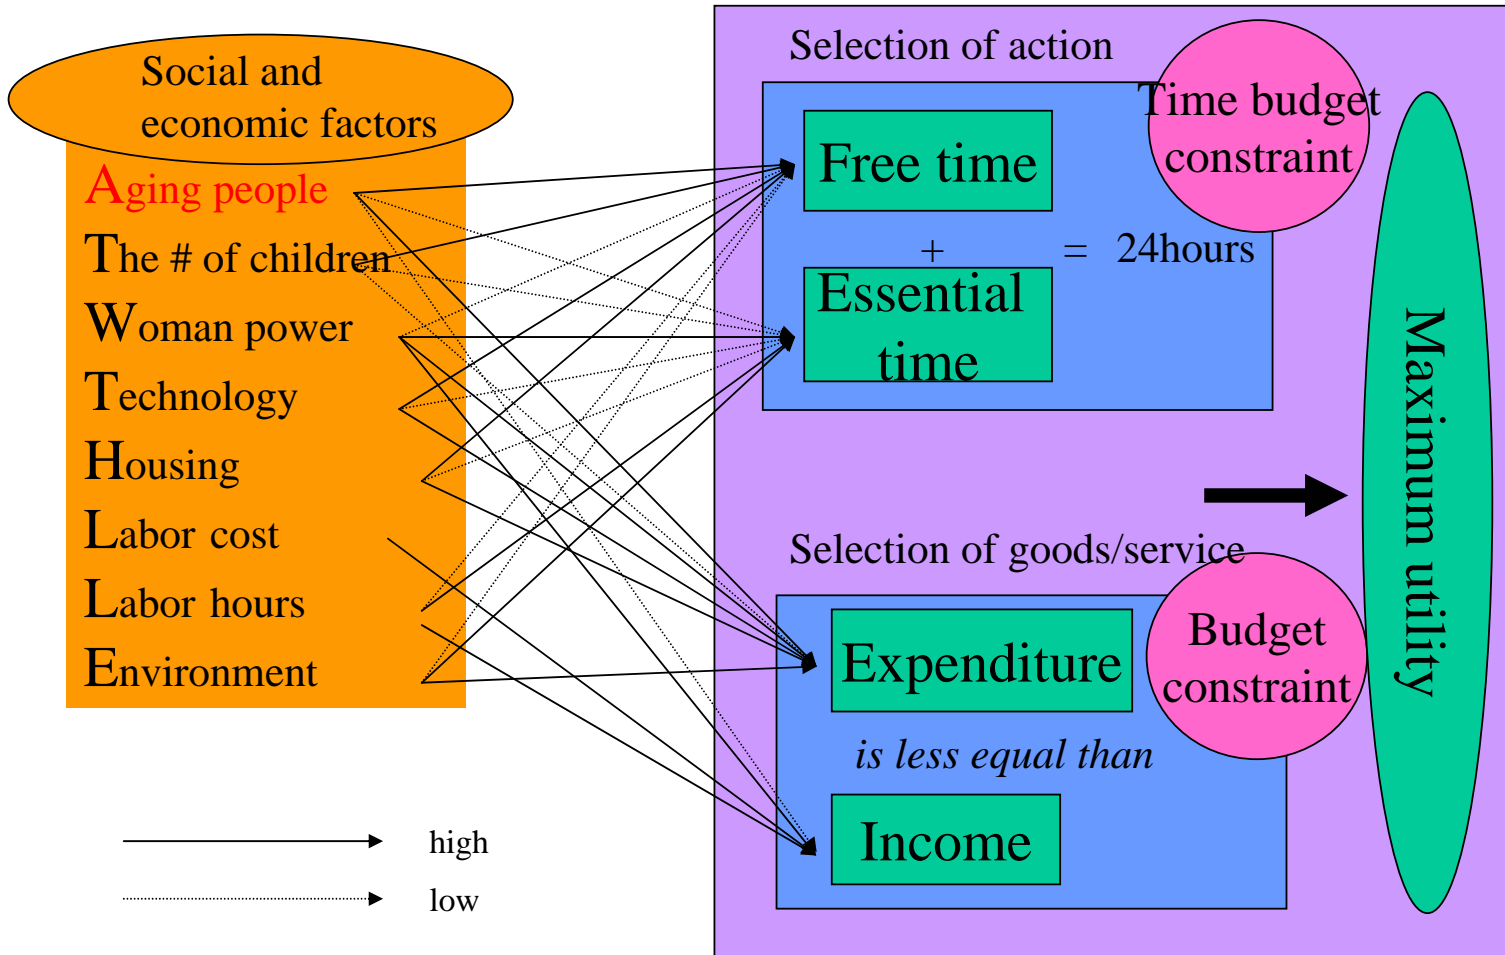 Social and
economic factors
Aging people
The # of children
Woman power
Technology
Housing
Labor cost
Labor hours
Environment
high
low
Selection of action
Time budget
constraint
Free time
+ = 24hours
Essential
time
Selection of goods/service
Budget
constraint
Expenditure
is less equal than
Income
Maximum utility